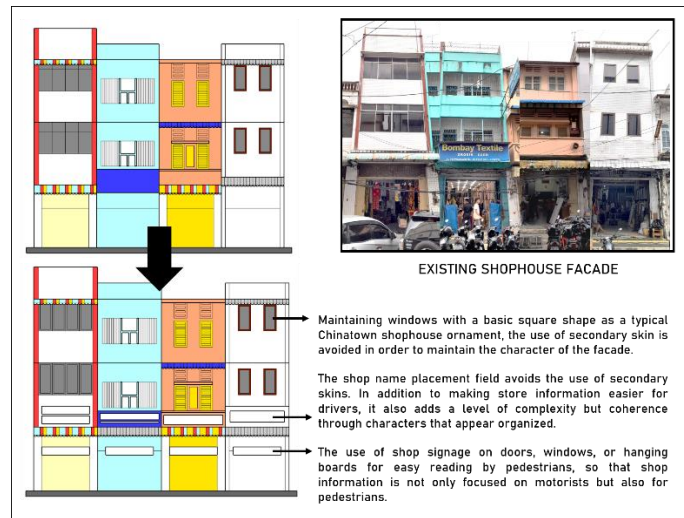 Bombay Textile
EXISTING SHOPHOUSE FACADE
Maintaining windows with a basic square shape as a typical
Chinatown shophouse ornament, the use of secondary skin is
avoided in order to maintain the character of the facade.
The shop name placement field avoids the use of secondary
skins. In addition to making store information easier for
drivers, it also adds a level of complexity but coherence
through characters that appear organized.
The use of shop signage on doors, windows, or hanging
boards for easy reading by pedestrians, so that shop
information is not only focused on motorists but also for
pedestrians.